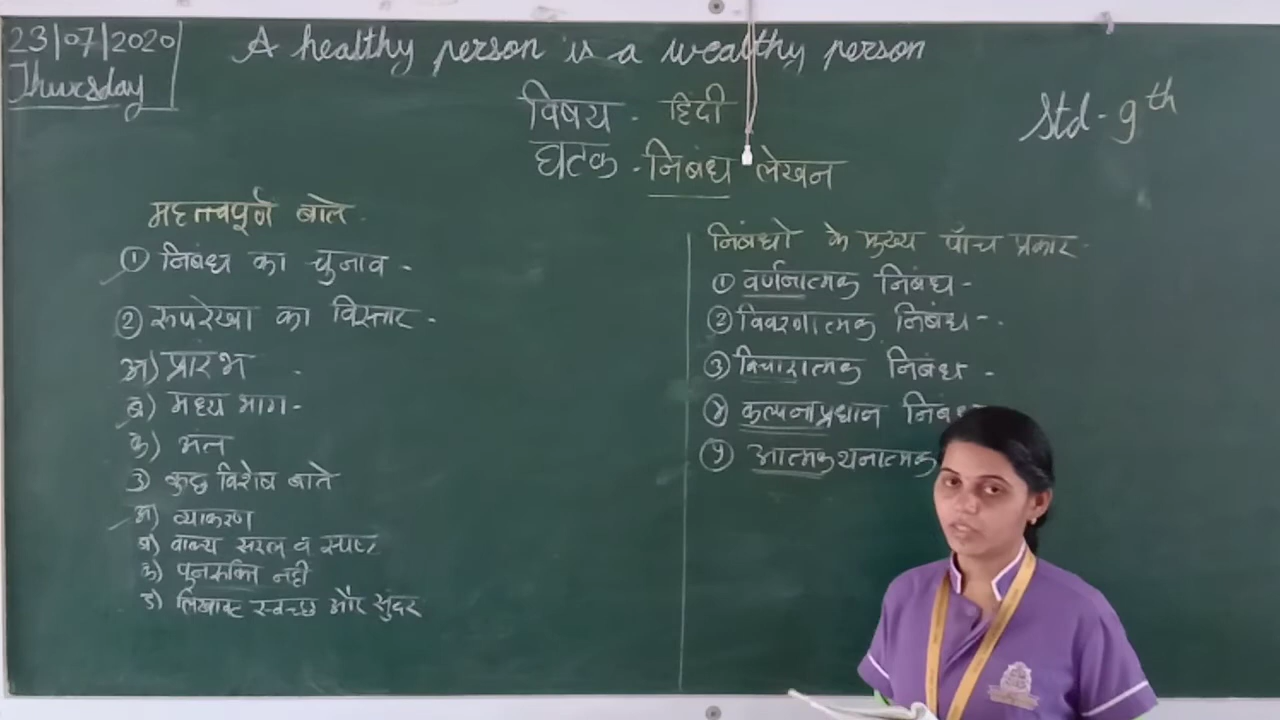 23/07/2020
Thursday
A healthy person is a wealthy person
Std - 9th
विषय - हिंदी
घटक - निबंध लेखन
महत्त्वपूर्ण बाते -
① निबंध का चुनाव -
② रुपरेखा का विस्तार -
अ) प्रारंभ -
ब) मध्य भाग -
क) अंत
3) कुछ विशेष बाते
अ) व्याकरण
ब) वाक्य सरल व स्पष्ट
क) पुनरुक्ति नही
ड) लिखावट स्वच्छ और सुंदर
निबंधो के मुख्य पाँच प्रकार -
① वर्णनात्मक निबंध -
② विवरणात्मक निबंध -
③ विचारात्मक निबंध -
④ कल्पनाप्रधान निबंध
⑤ आत्मकथनात्मक